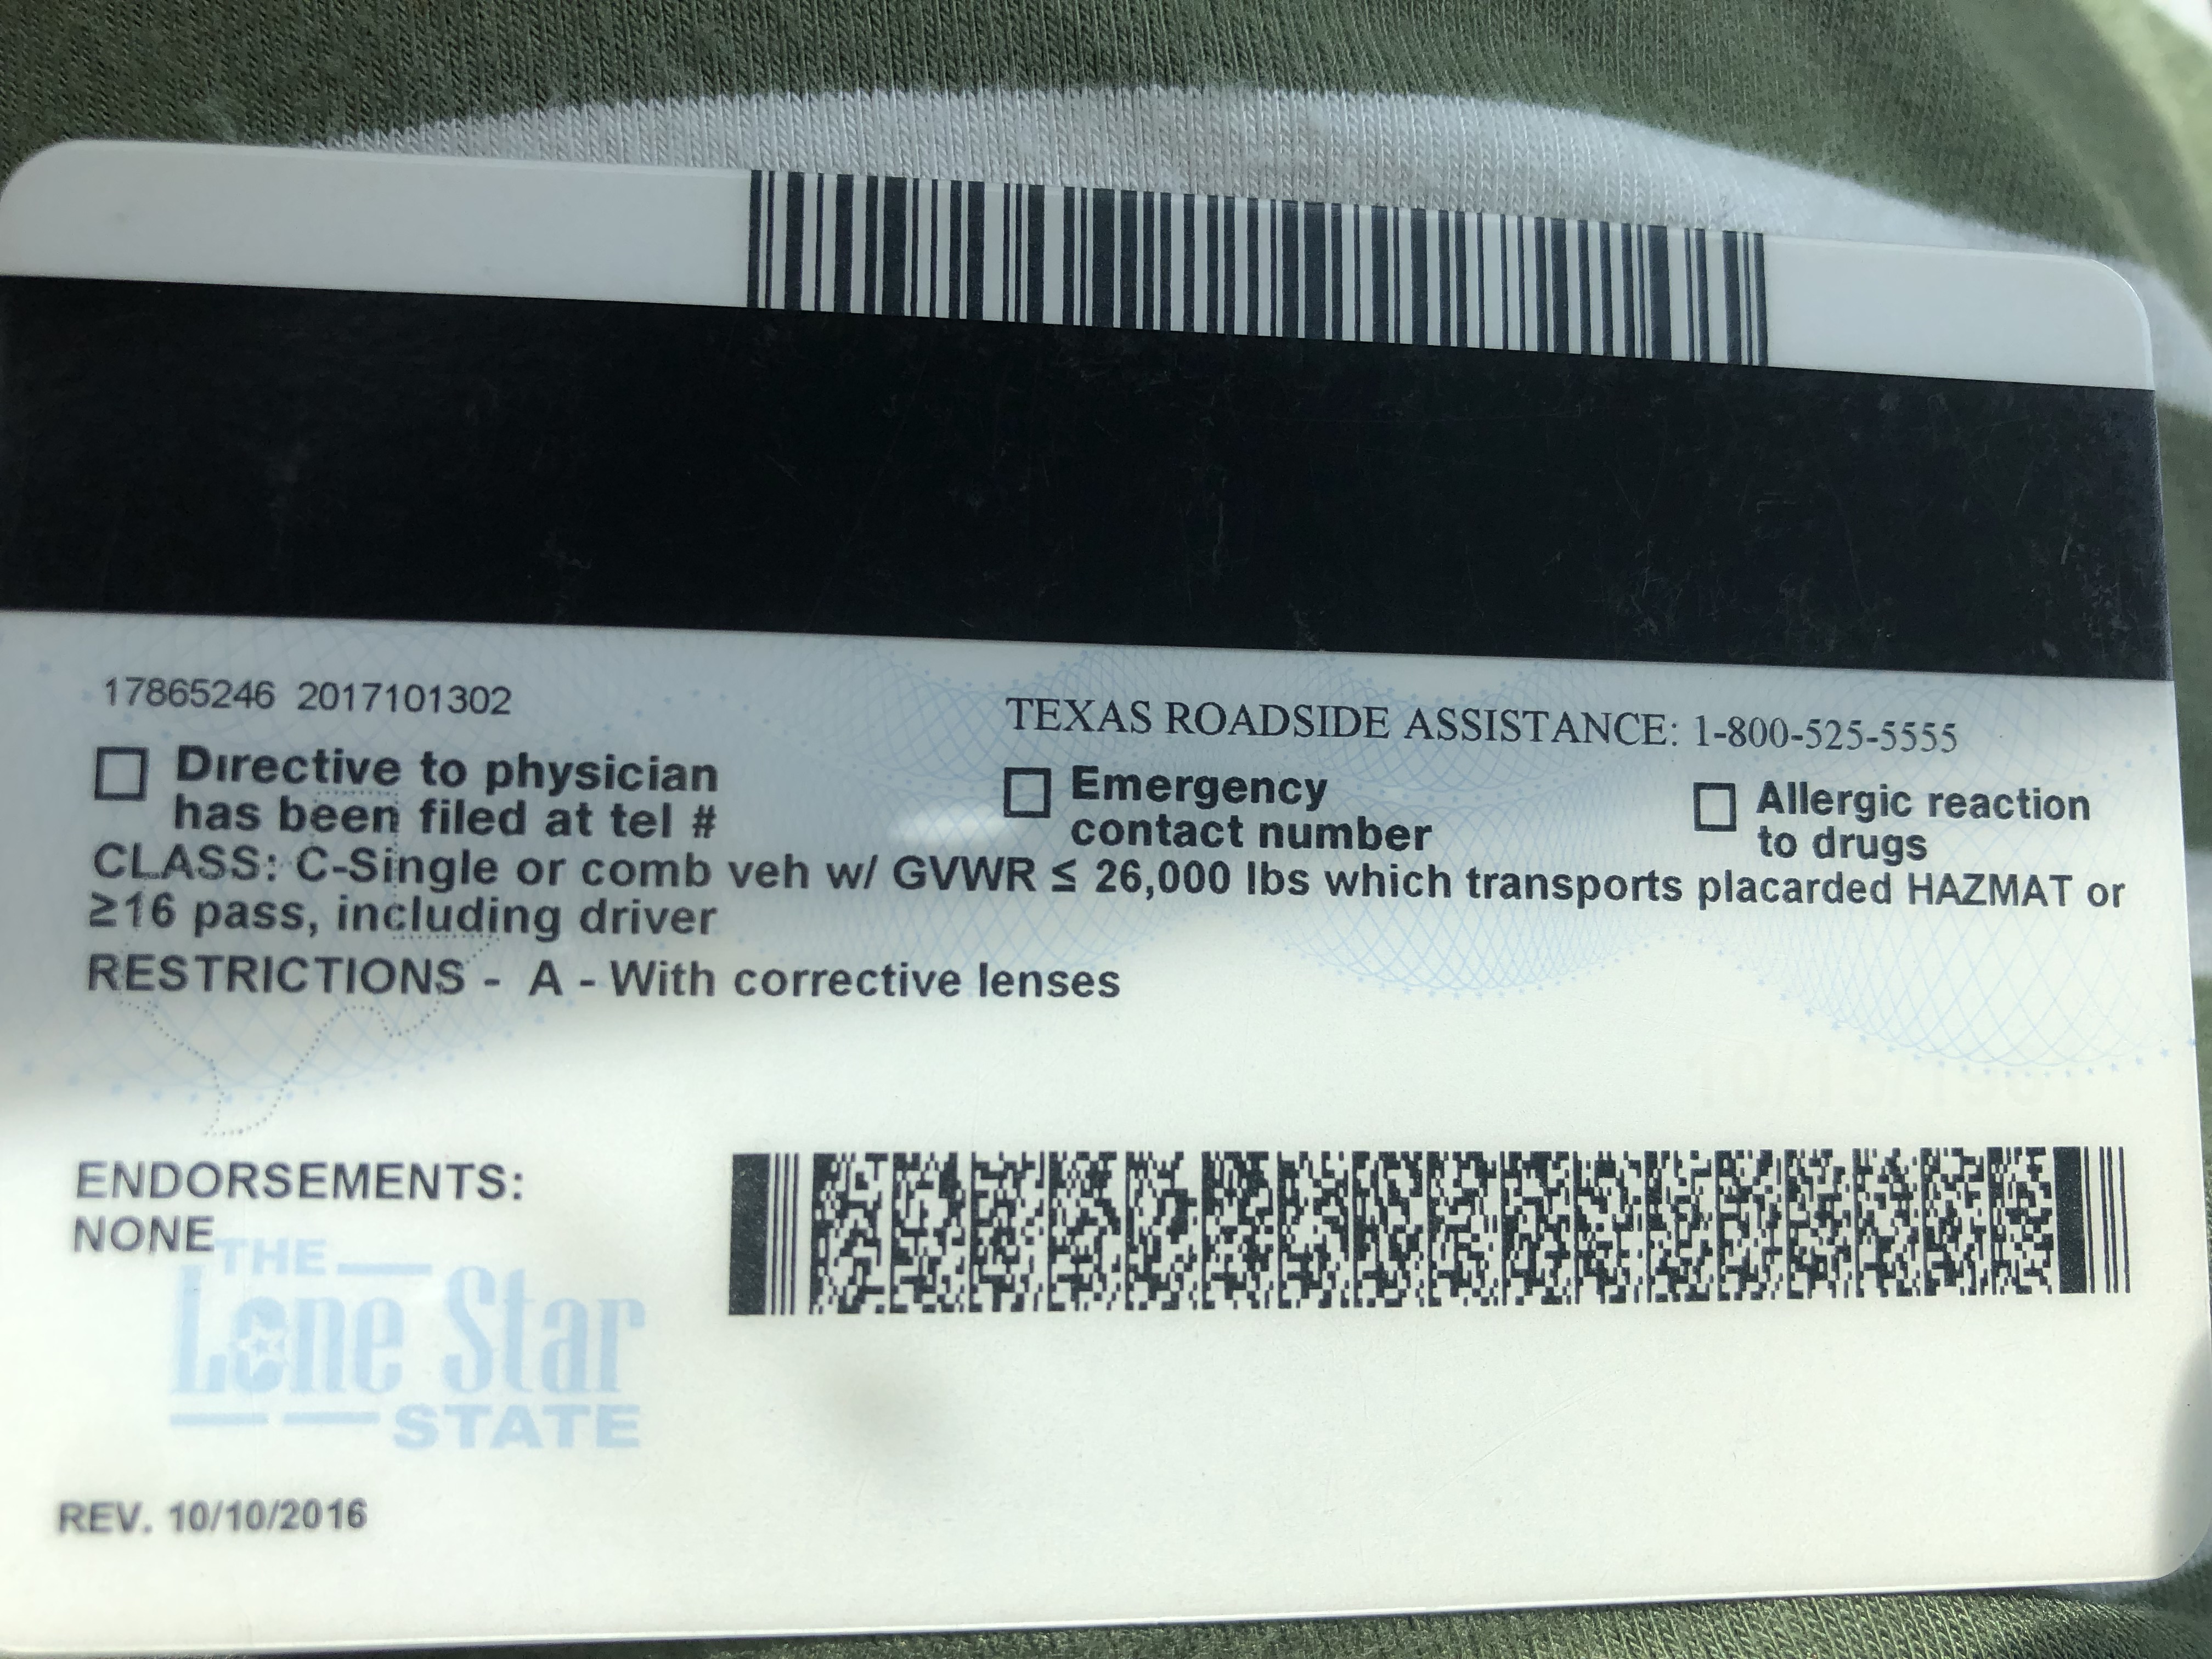 17865246 2017101302
TEXAS ROADSIDE ASSISTANCE: 1-800-525-5555
Directive to physician
has been filed at tel #
Emergency
contact number
Allergic reaction
to drugs
CLASS: C-Single or comb veh w/ GVWR ≤ 26,000 lbs which transports placarded HAZMAT or
≥16 pass, including driver
RESTRICTIONS - A - With corrective lenses
ENDORSEMENTS:
NONE
THE
Lone Star
STATE
REV. 10/10/2016